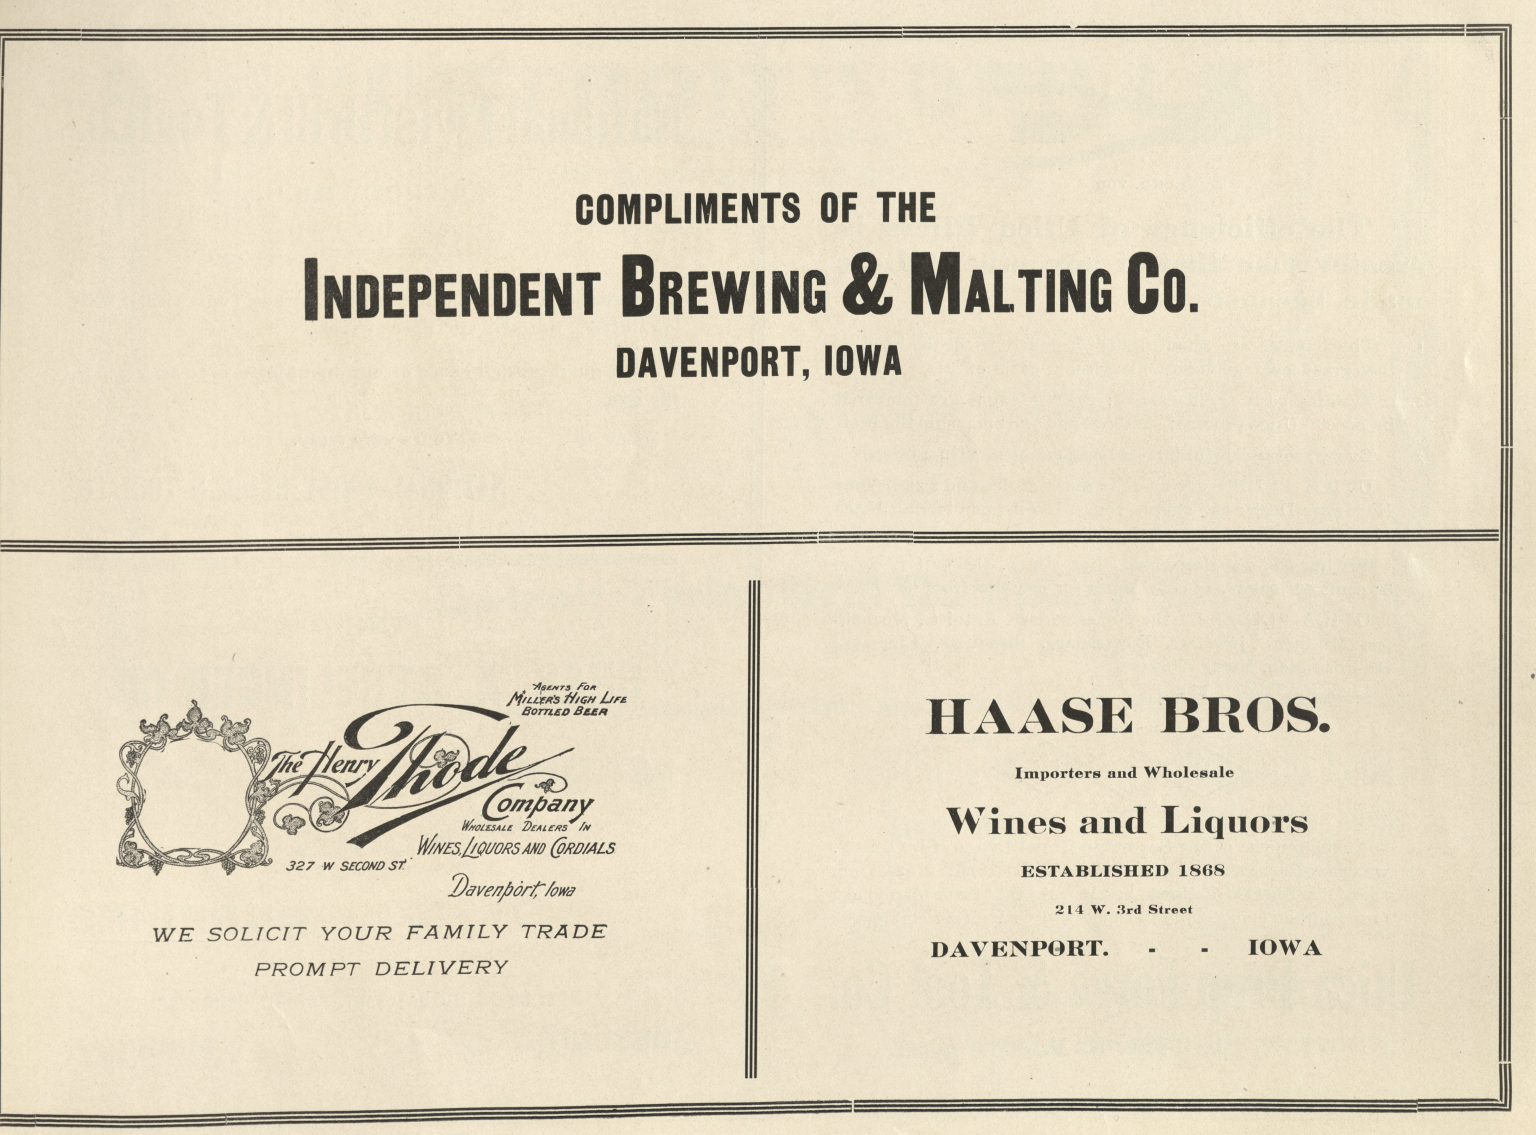 COMPLIMENTS OF THE
INDEPENDENT BREWING & MALTING CO.
DAVENPORT, IOWA
AGENTS FOR
MILLER'S HIGH LIFE
BOTTLED BEER
The Henry Thode
Company
WHOLESALE DEALERS IN
WINES, LIQUORS AND CORDIALS
327 W SECOND ST.
Davenport, Iowa
WE SOLICIT YOUR FAMILY TRADE
PROMPT DELIVERY
HAASE BROS.
Importers and Wholesale
Wines and Liquors
ESTABLISHED 1868
214 W. 3rd Street
DAVENPORT. - - IOWA